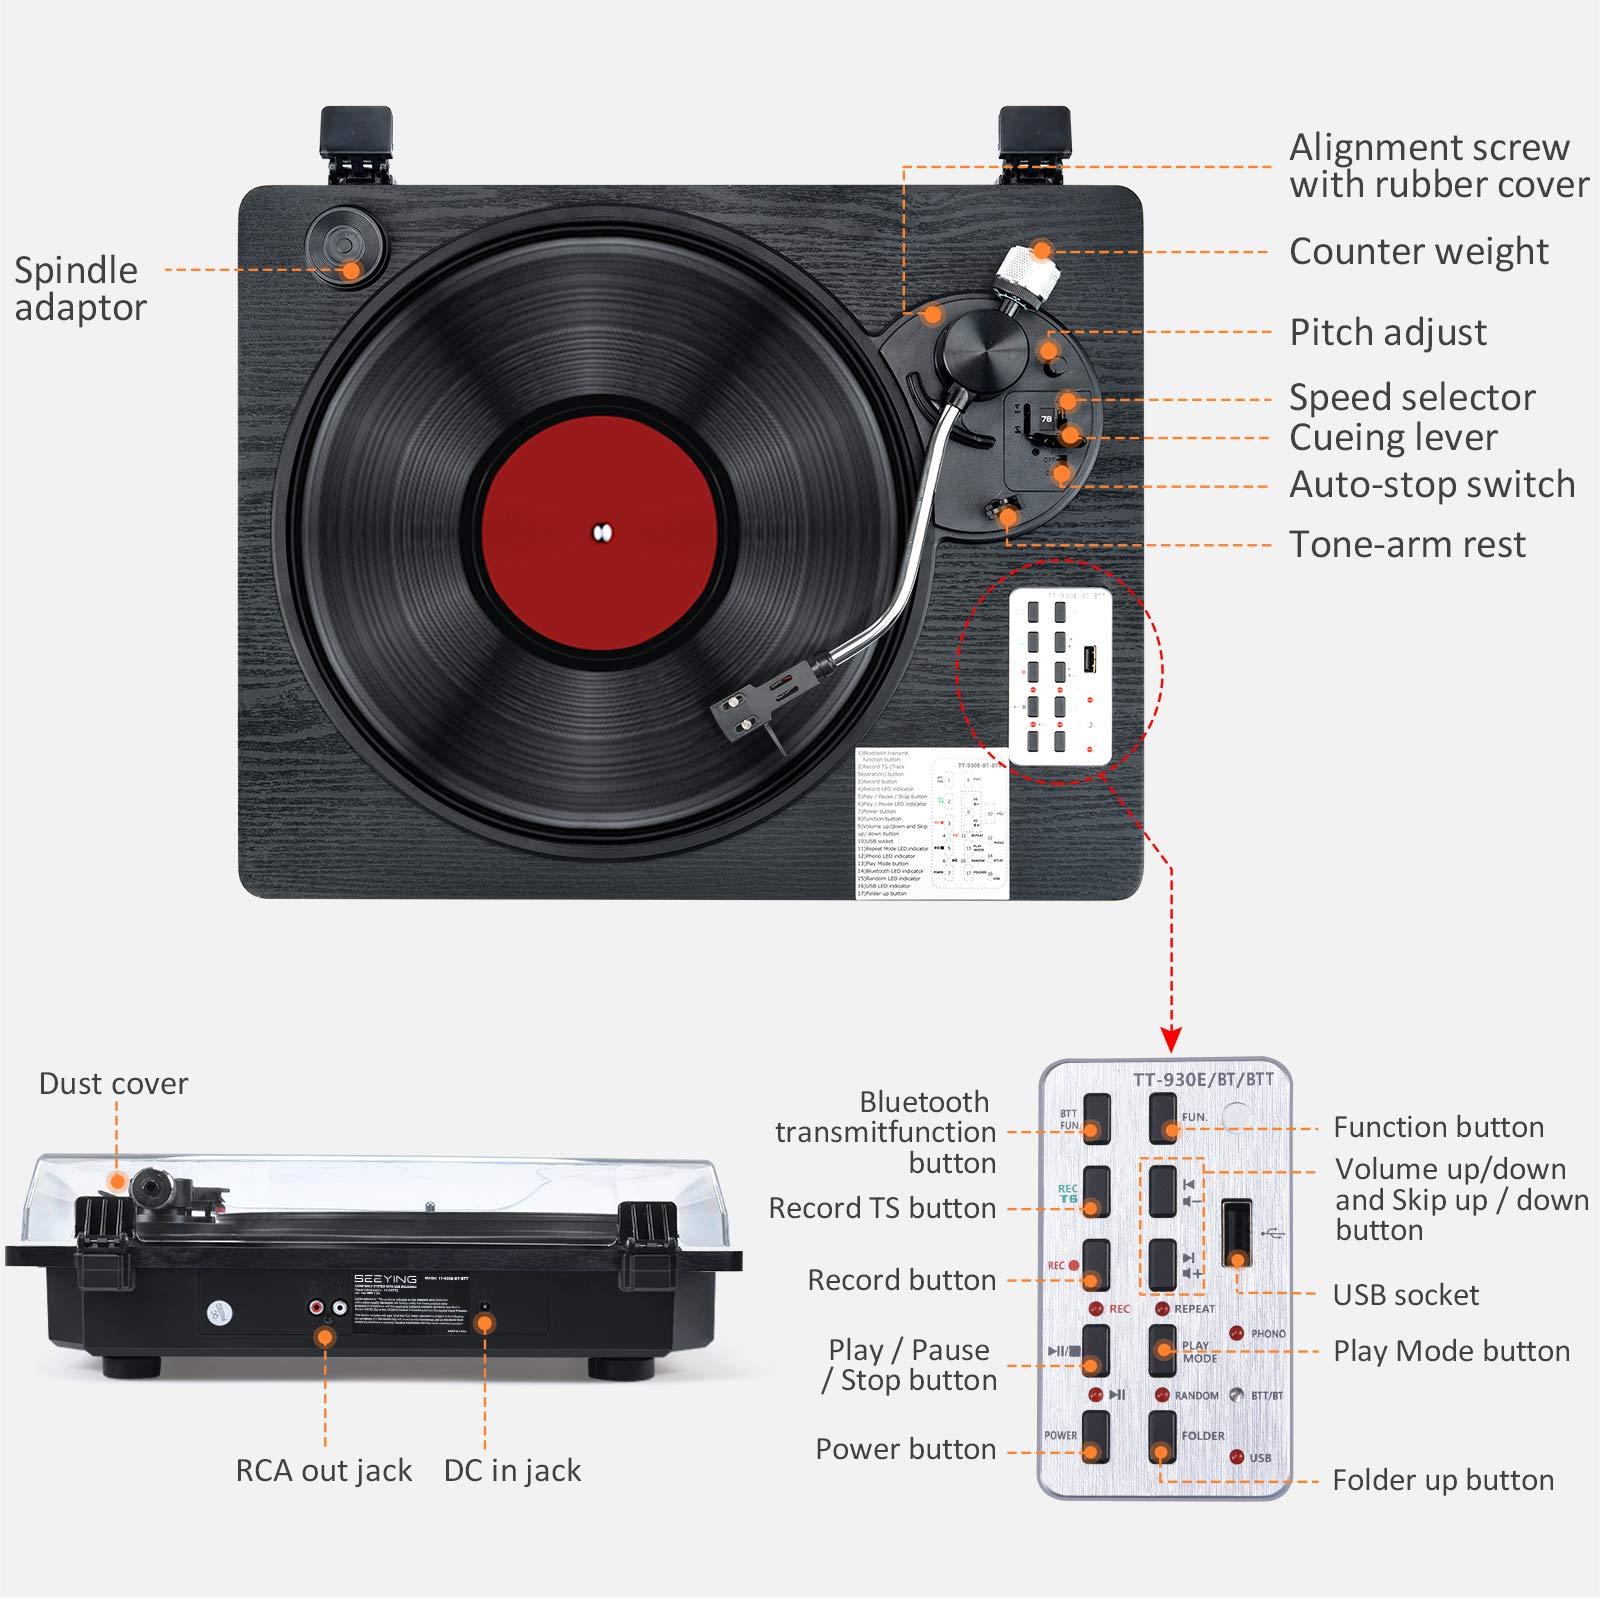 Alignment screw
with rubber cover
Counter weight
Pitch adjust
Speed selector
Cueing lever
Auto-stop switch
Tone-arm rest
Spindle
adaptor
78
TT-930E-BT-BTT
1)Bluetooth transmit
function button
2)Record TS (Track
Separation) button
3)Record button
4)Record LED indicator
5)Play / Pause / Stop button
6)Play / Pause LED indicator
7)Power button
8)Function button
9)Volume up/down and Skip
up/ down button
10)USB socket
11)Repeat Mode LED indicator
12)Phono LED indicator
13)Play Mode button
14)Bluetooth LED indicator
15)Random LED indicator
16)USB LED indicator
17)Folder up button
Dust cover
SEEYING
RCA out jack
DC in jack
TT-930E/BT/BTT
BTT
FUN.
FUN.
REC
TS
REC
REC
REPEAT
PHONO
PLAY
MODE
RANDOM
BTT/BT
POWER
FOLDER
USB
Bluetooth
transmitfunction
button
Record TS button
Record button
Play / Pause
/ Stop button
Power button
Function button
Volume up/down
and Skip up / down
button
USB socket
Play Mode button
Folder up button